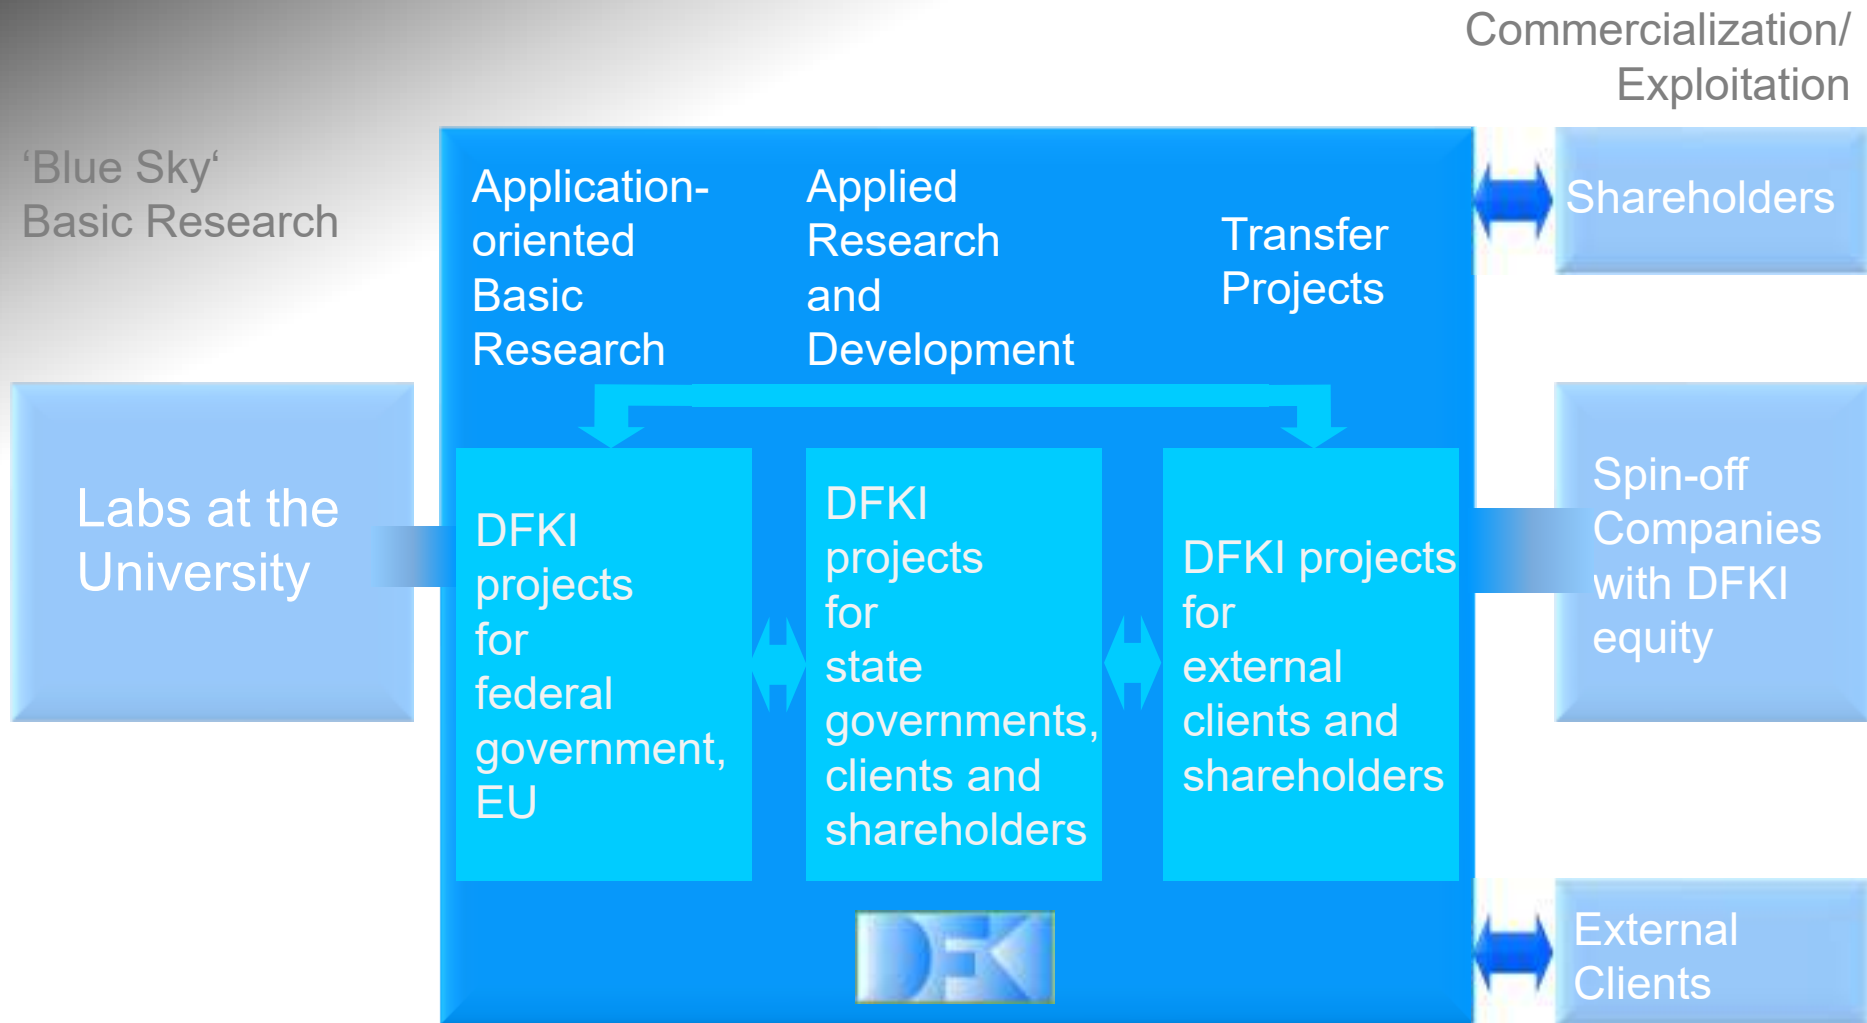 Commercialization/
Exploitation
‘Blue Sky‘
Basic Research
Application-
oriented
Basic
Research
Applied
Research
and
Development
Transfer
Projects
Shareholders
Labs at the
University
DFKI
projects
for
federal
government,
EU
DFKI
projects
for
state
governments,
clients and
shareholders
DFKI projects
for
external
clients and
shareholders
Spin-off
Companies
with DFKI
equity
DFK
External
Clients